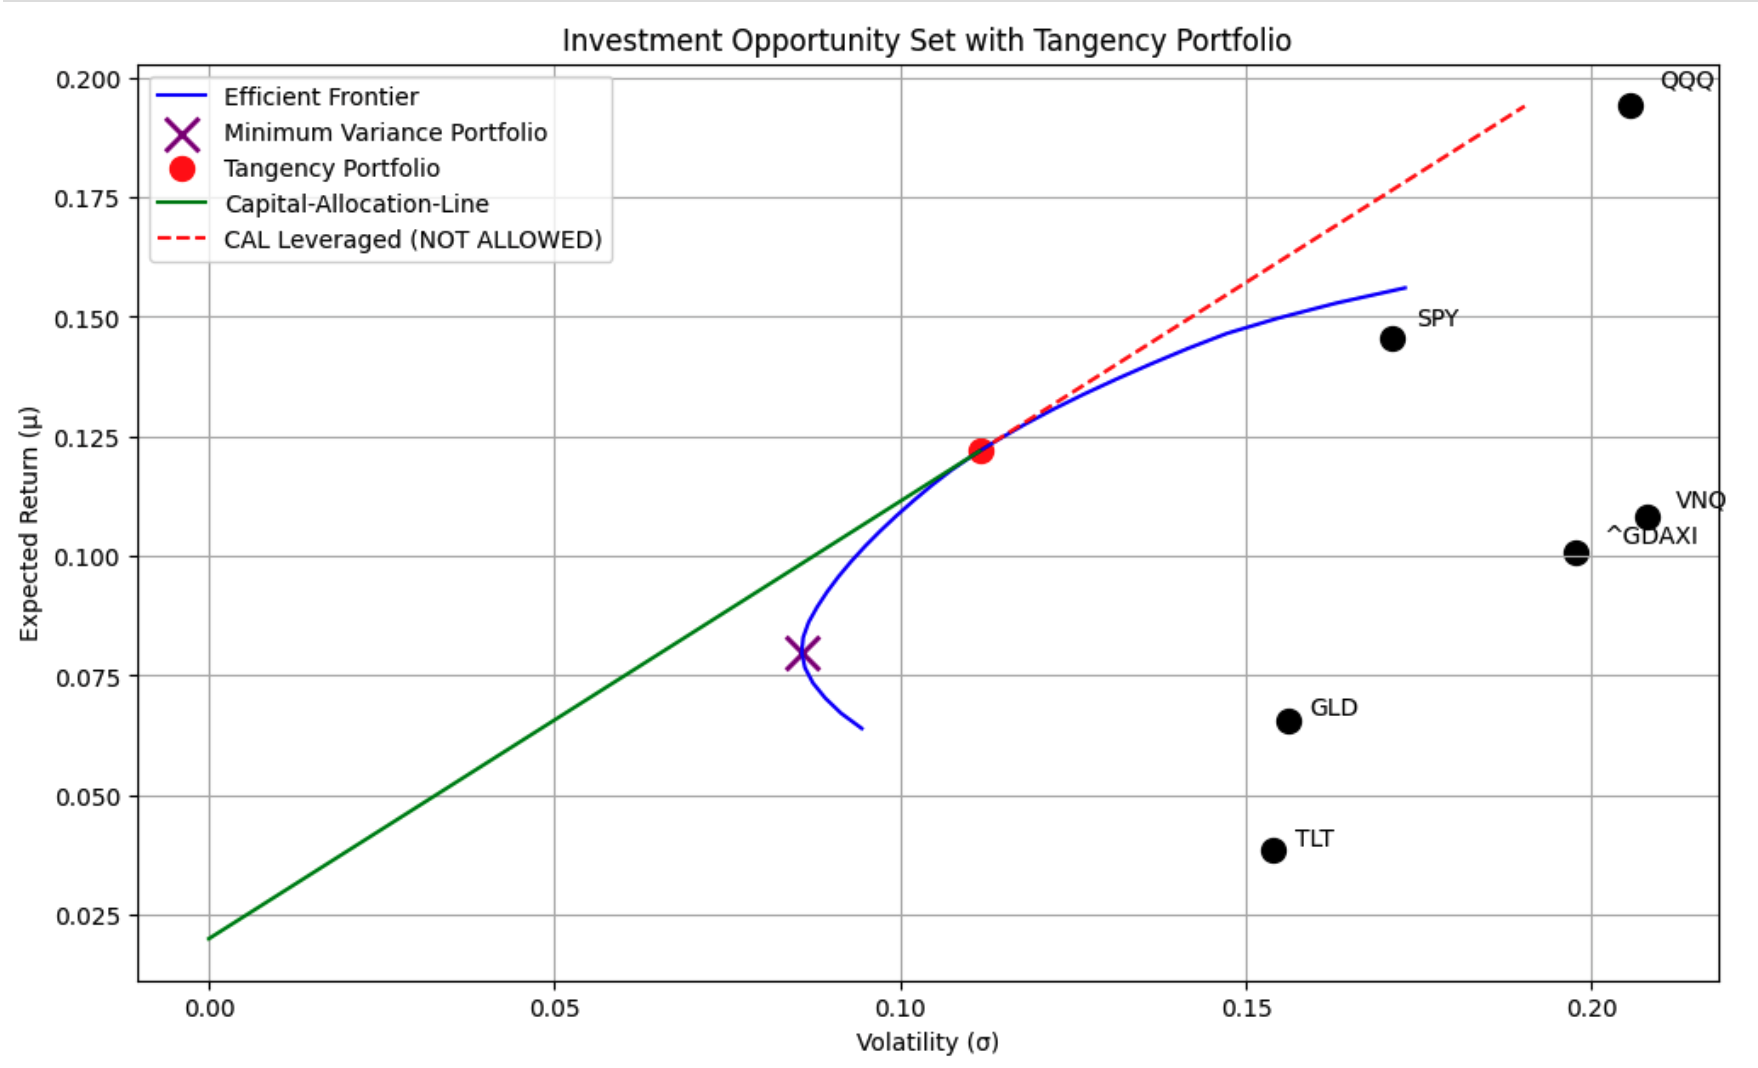 Investment Opportunity Set with Tangency Portfolio
Efficient Frontier
Minimum Variance Portfolio
Tangency Portfolio
Capital-Allocation-Line
CAL Leveraged (NOT ALLOWED)
0.200
0.175
0.150
0.125
0.100
0.075
0.050
0.025
Expected Return (μ)
QQQ
SPY
VNQ
^GDAXI
GLD
TLT
0.00
0.05
0.10
0.15
0.20
Volatility (σ)